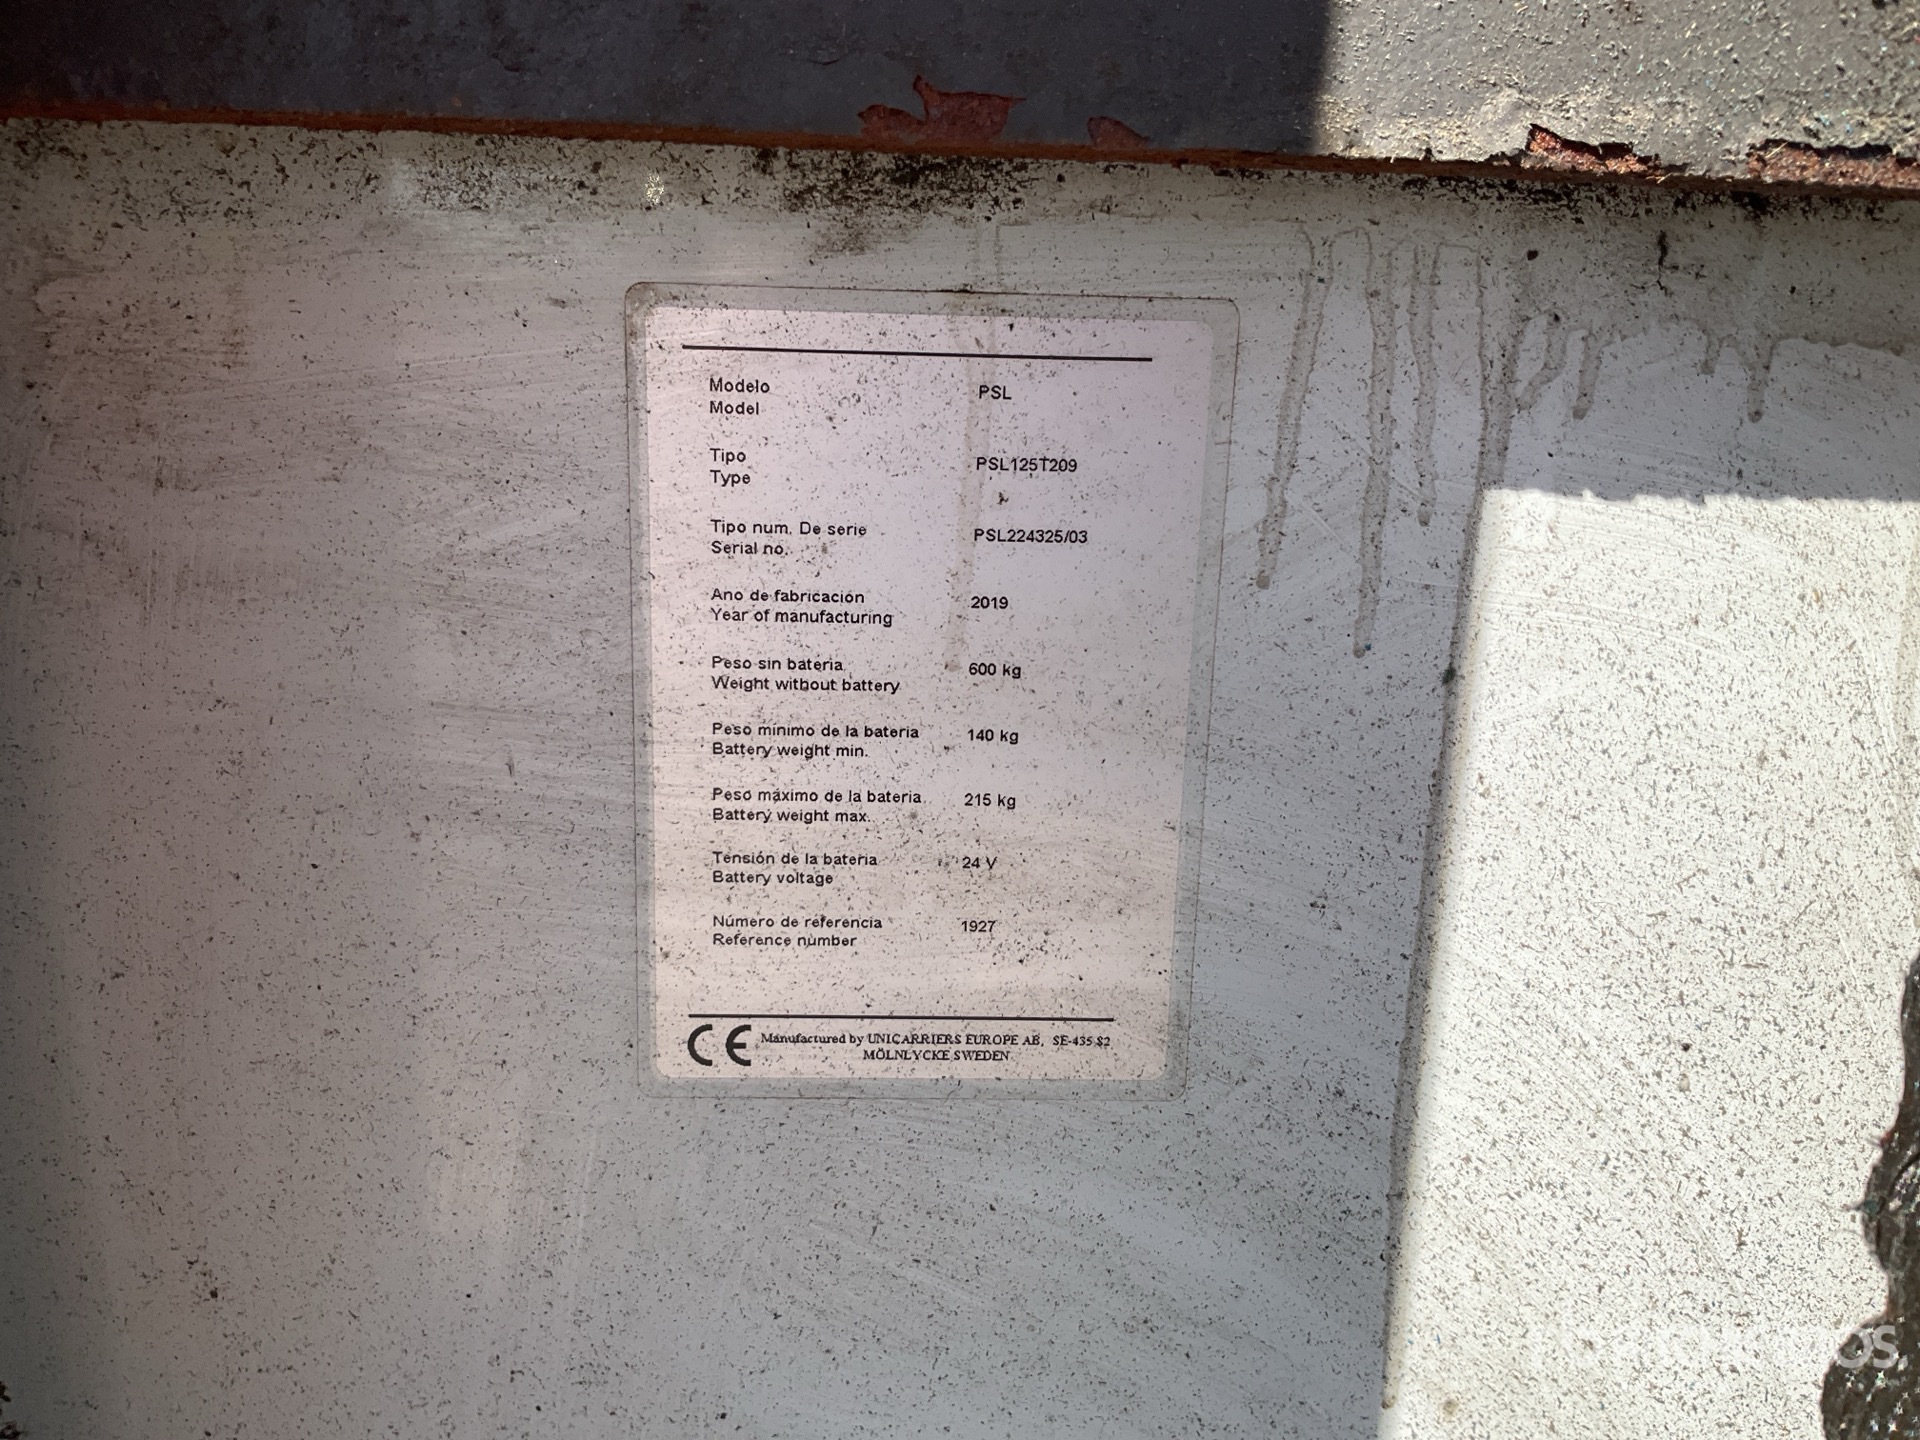 Modelo
Model
PSL
Tipo
Type
PSL125T209
Tipo num. De serie
Serial no.
PSL224325/03
Ano de fabricación
Year of manufacturing
2019
Peso sin bateria
Weight without battery
600 kg
Peso mínimo de la bateria
Battery weight min.
140 kg
Peso máximo de la bateria
Battery weight max.
215 kg
Tensión de la bateria
Battery voltage
24 V
Número de referencia
Reference number
1927
CE
Manufactured by UNICARRIERS EUROPE AB, SE-435 S2
MÖLNLYCKE SWEDEN